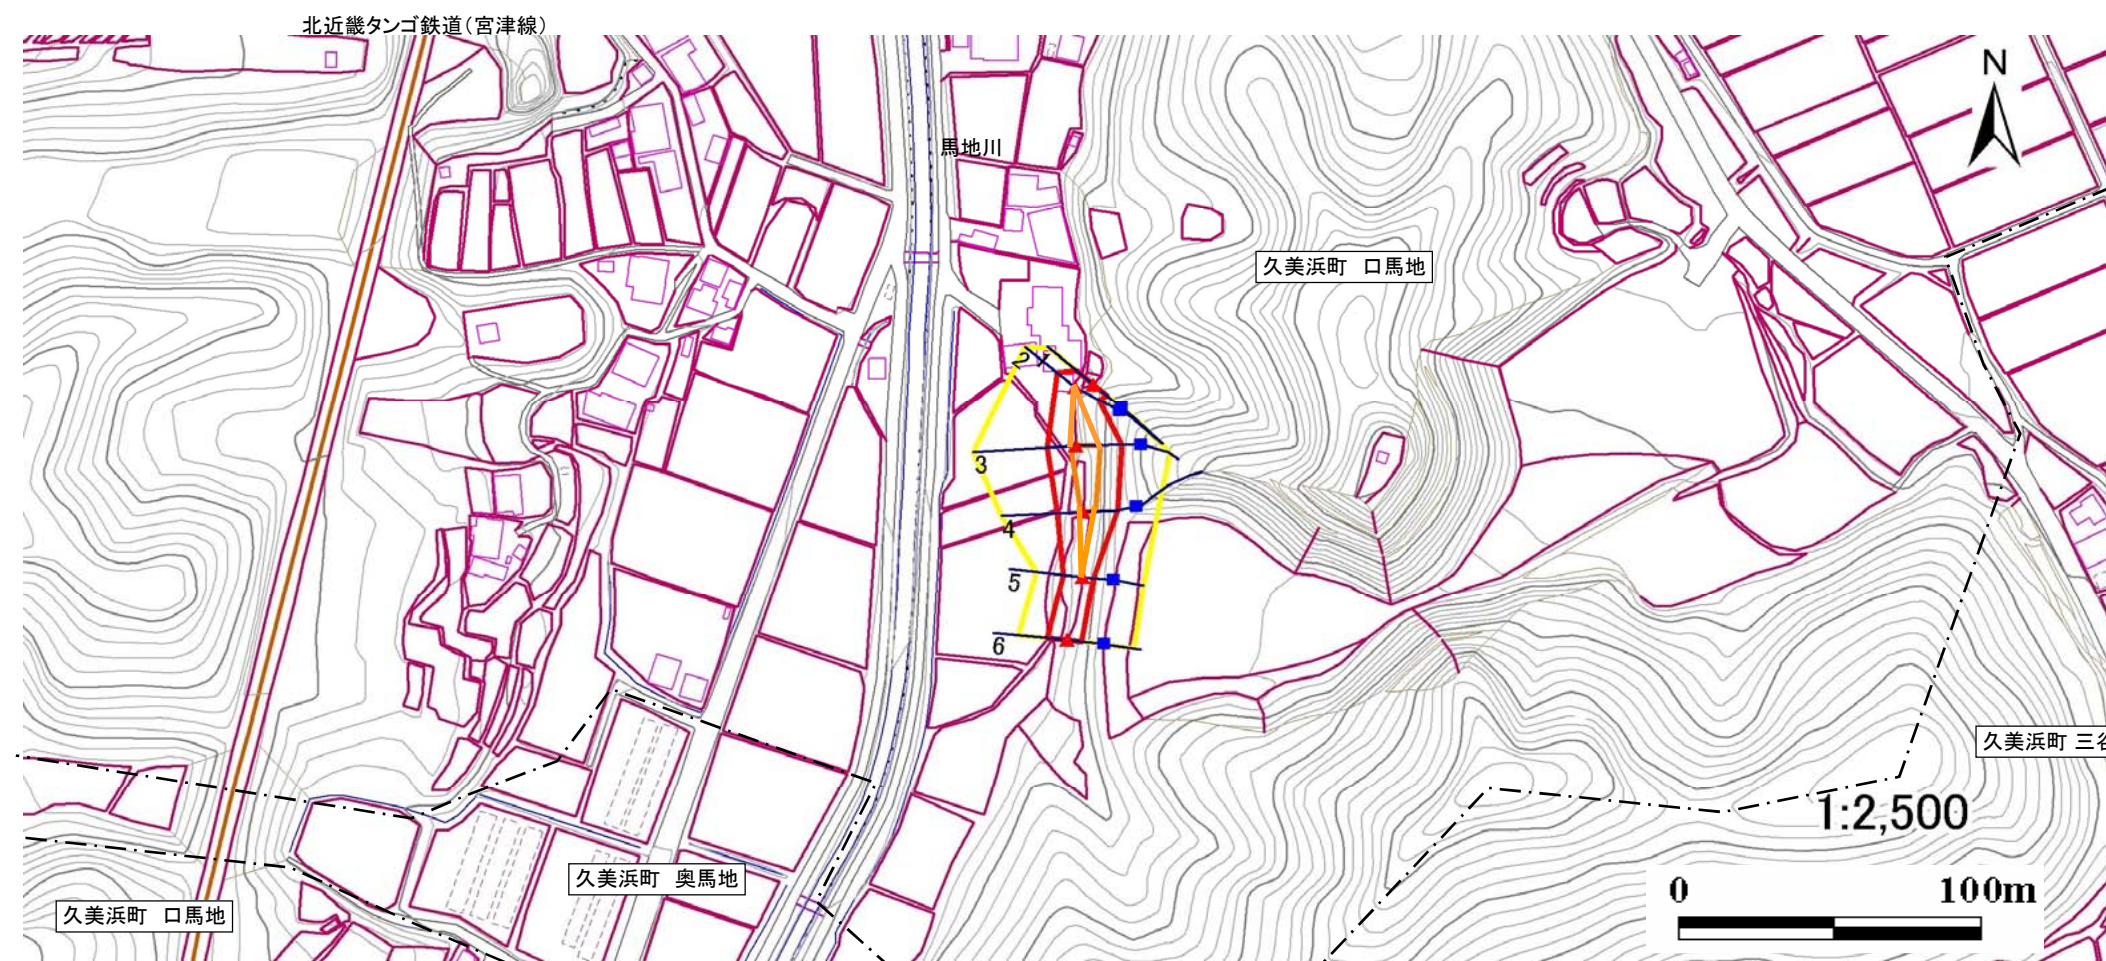 北近畿タンゴ鉄道（宮津線）
N
馬地川
久美浜町　口馬地
2 1
3
4
5
6
久美浜町 三谷
1:2,500
久美浜町　奥馬地
0 100m
久美浜町　口馬地